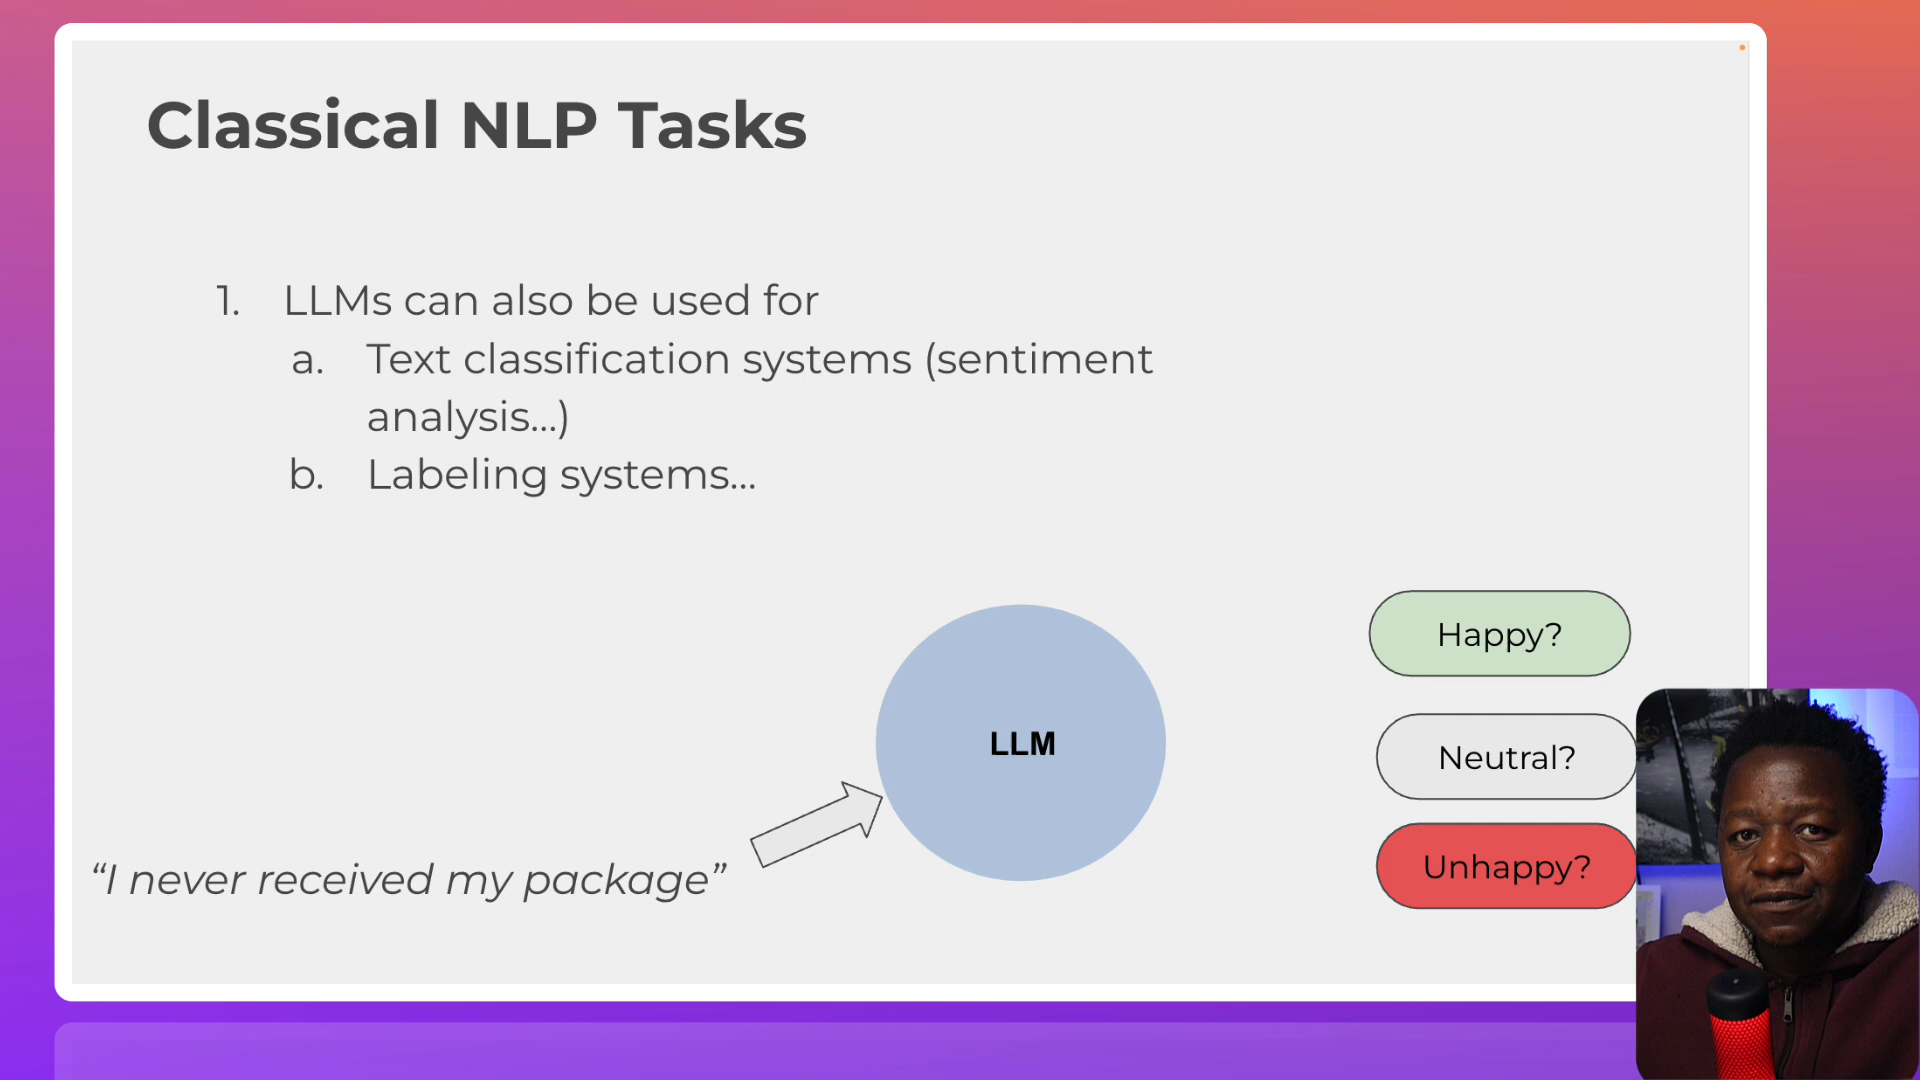 Classical NLP Tasks
1. LLMs can also be used for
a. Text classification systems (sentiment
analysis...)
b. Labeling systems...
Happy?
LLM
Neutral?
Unhappy?
“I never received my package”